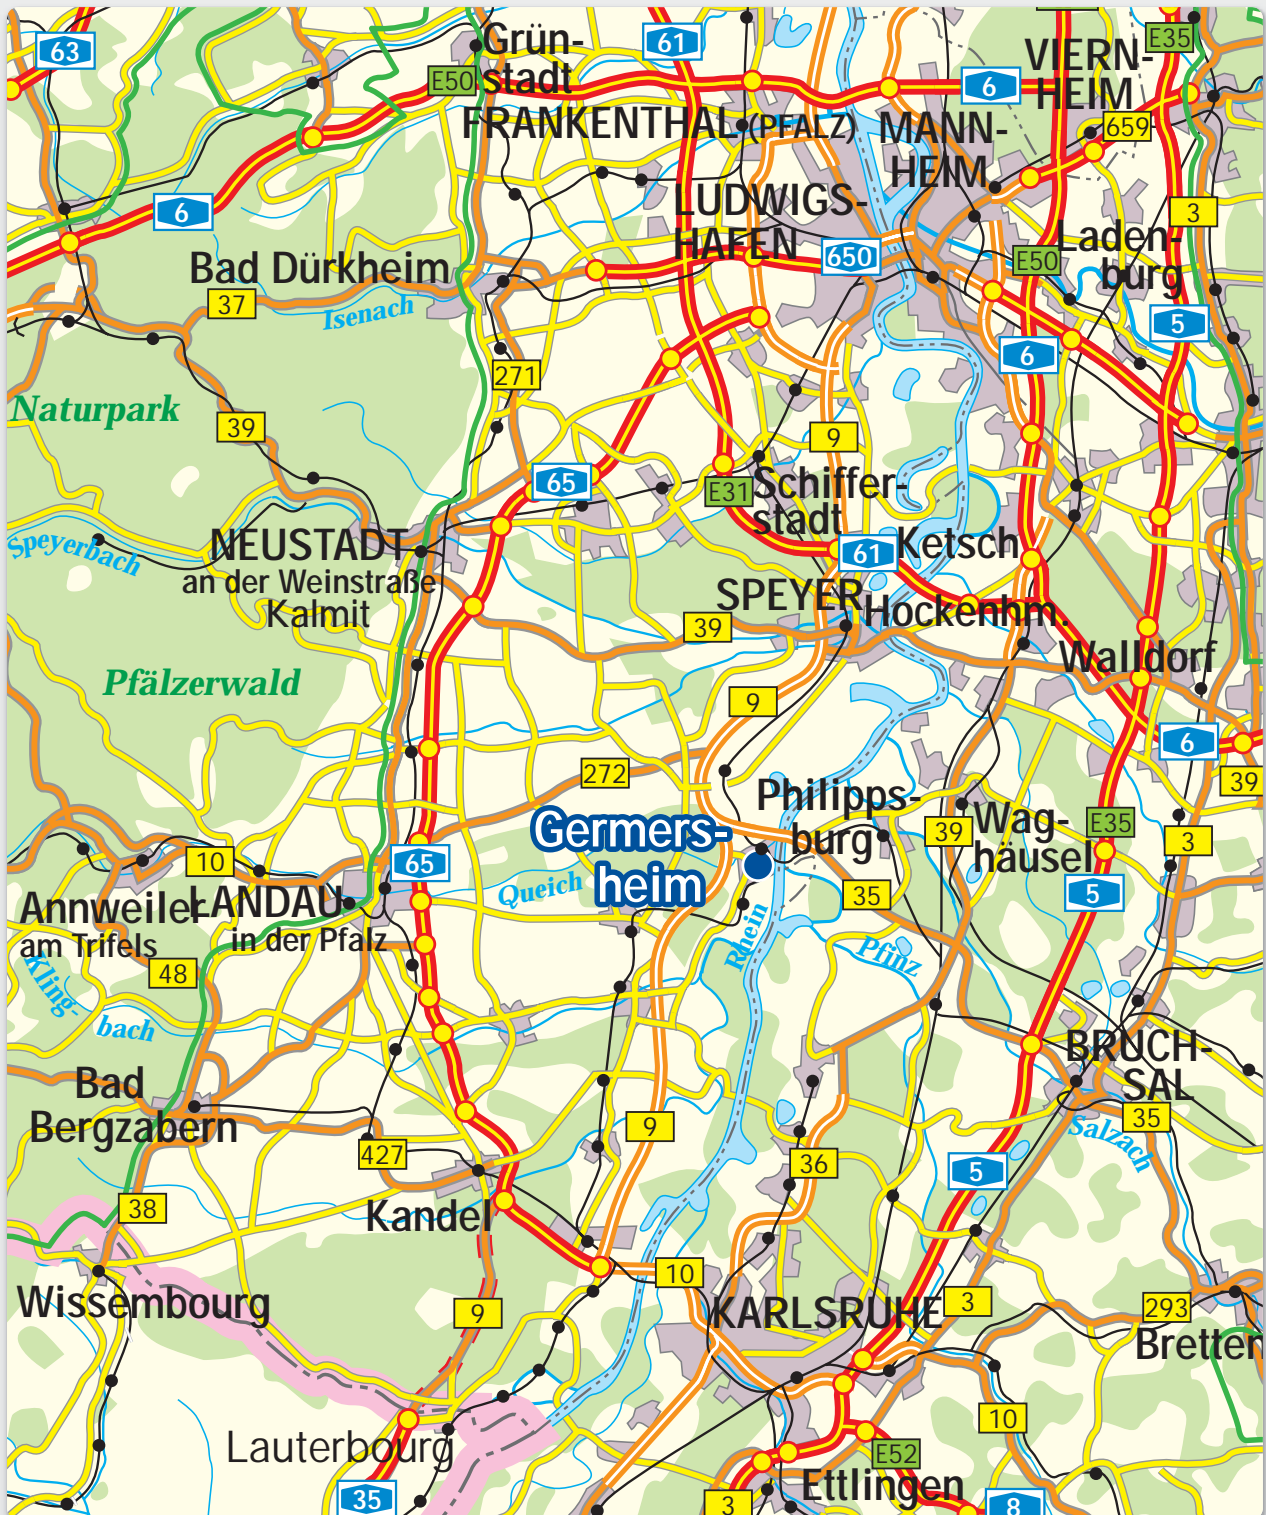 63
61
E35
Grün-
stadt
E50
VIERN-
HEIM
6
FRANKENTHAL (PFALZ)
MANN-
HEIM
659
6
LUDWIGS-
HAFEN
3
Laden-
burg
E50
650
Bad Dürkheim
37
Isenach
5
6
271
Naturpark
39
9
65
E31
Schiffer-
stadt
61
Ketsch
Speyerbach
NEUSTADT
an der Weinstraße
Kalmit
SPEYER
Hockenhm.
39
Walldorf
Pfälzerwald
9
6
272
39
Philipps-
burg
Germers-
heim
39
Wag-
häusel
E35
3
10
65
Queich
35
5
Annweiler
am Trifels
LANDAU
in der Pfalz
Rhein
Pfinz
48
Kling-
bach
BRUCH-
SAL
Bad
Bergzabern
9
35
Salzach
427
36
5
38
Kandel
10
Wissembourg
9
KARLSRUHE
3
293
Bretten
10
Lauterbourg
E52
Ettlingen
35
3
8